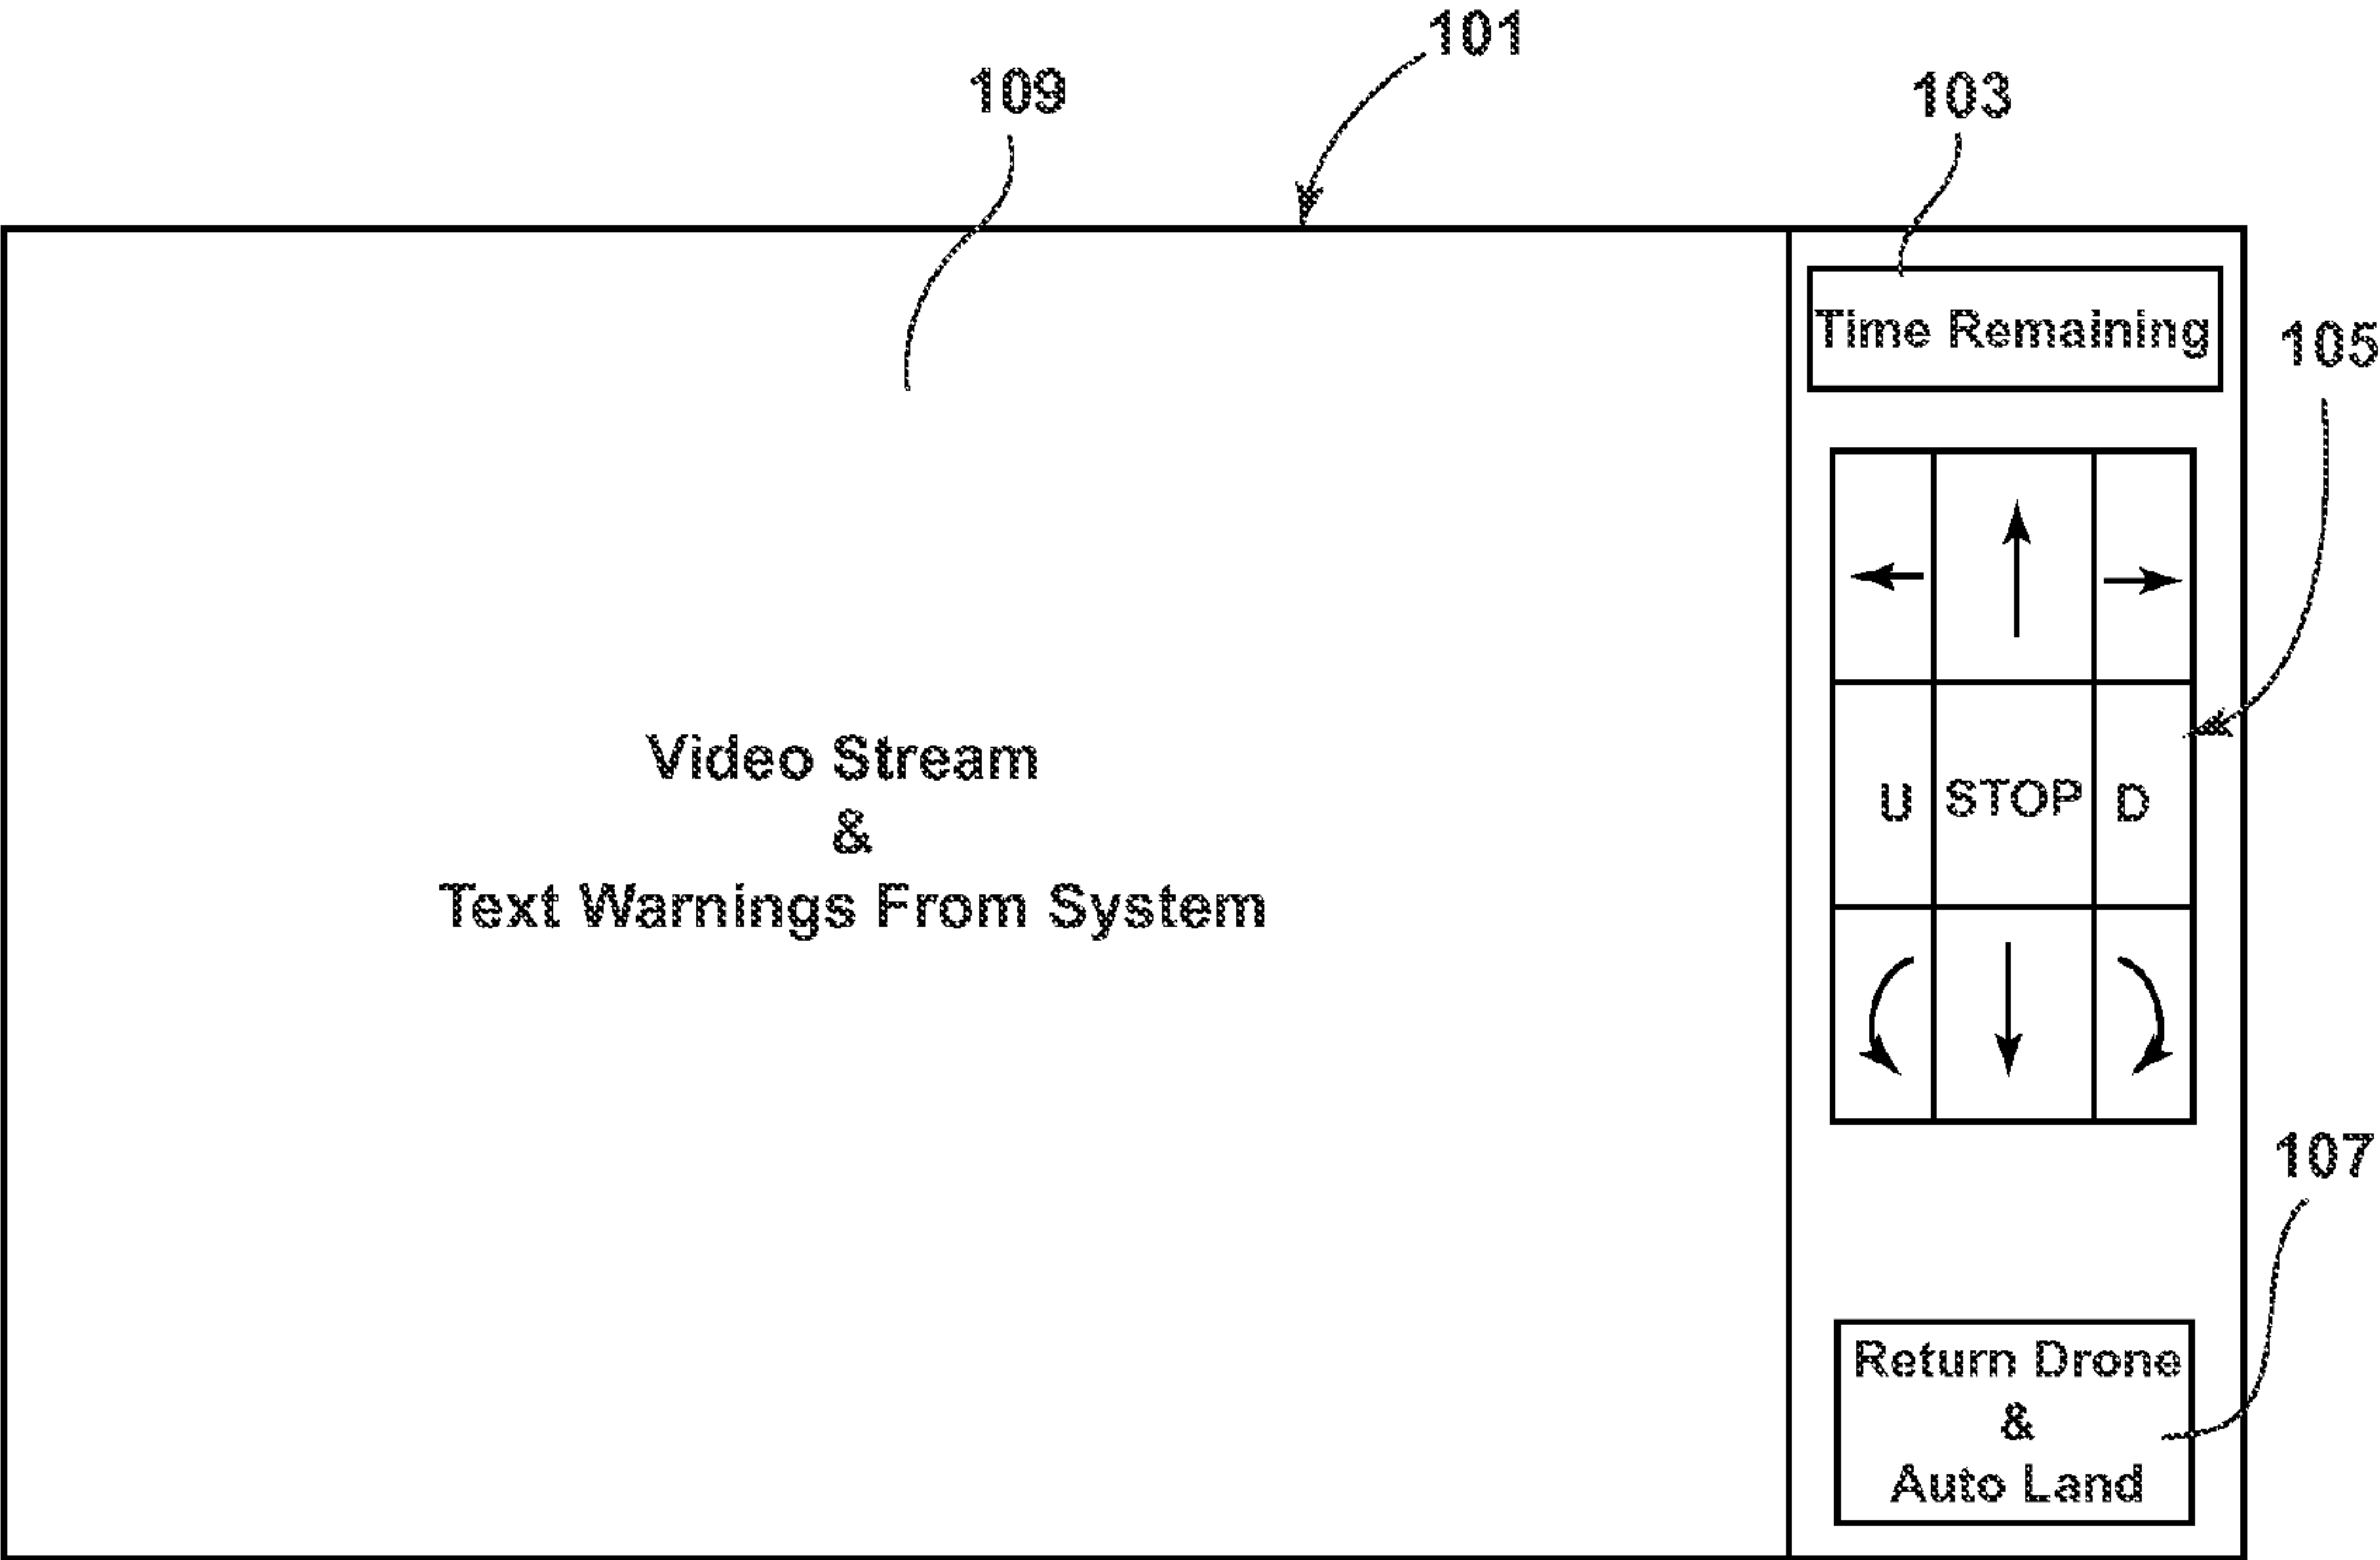 101
109
103
Time Remaining
105
Video Stream
&
Text Warnings From System
U STOP D
107
Return Drone
&
Auto Land